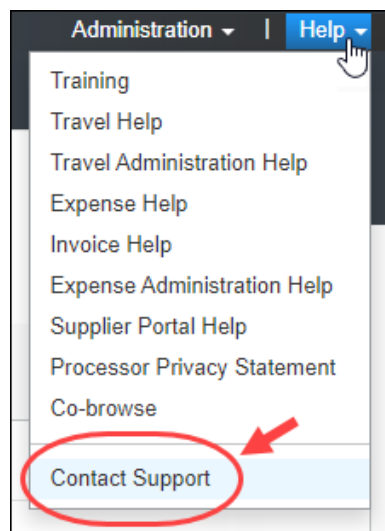 Administration | Help
Training
Travel Help
Travel Administration Help
Expense Help
Invoice Help
Expense Administration Help
Supplier Portal Help
Processor Privacy Statement
Co-browse
Contact Support